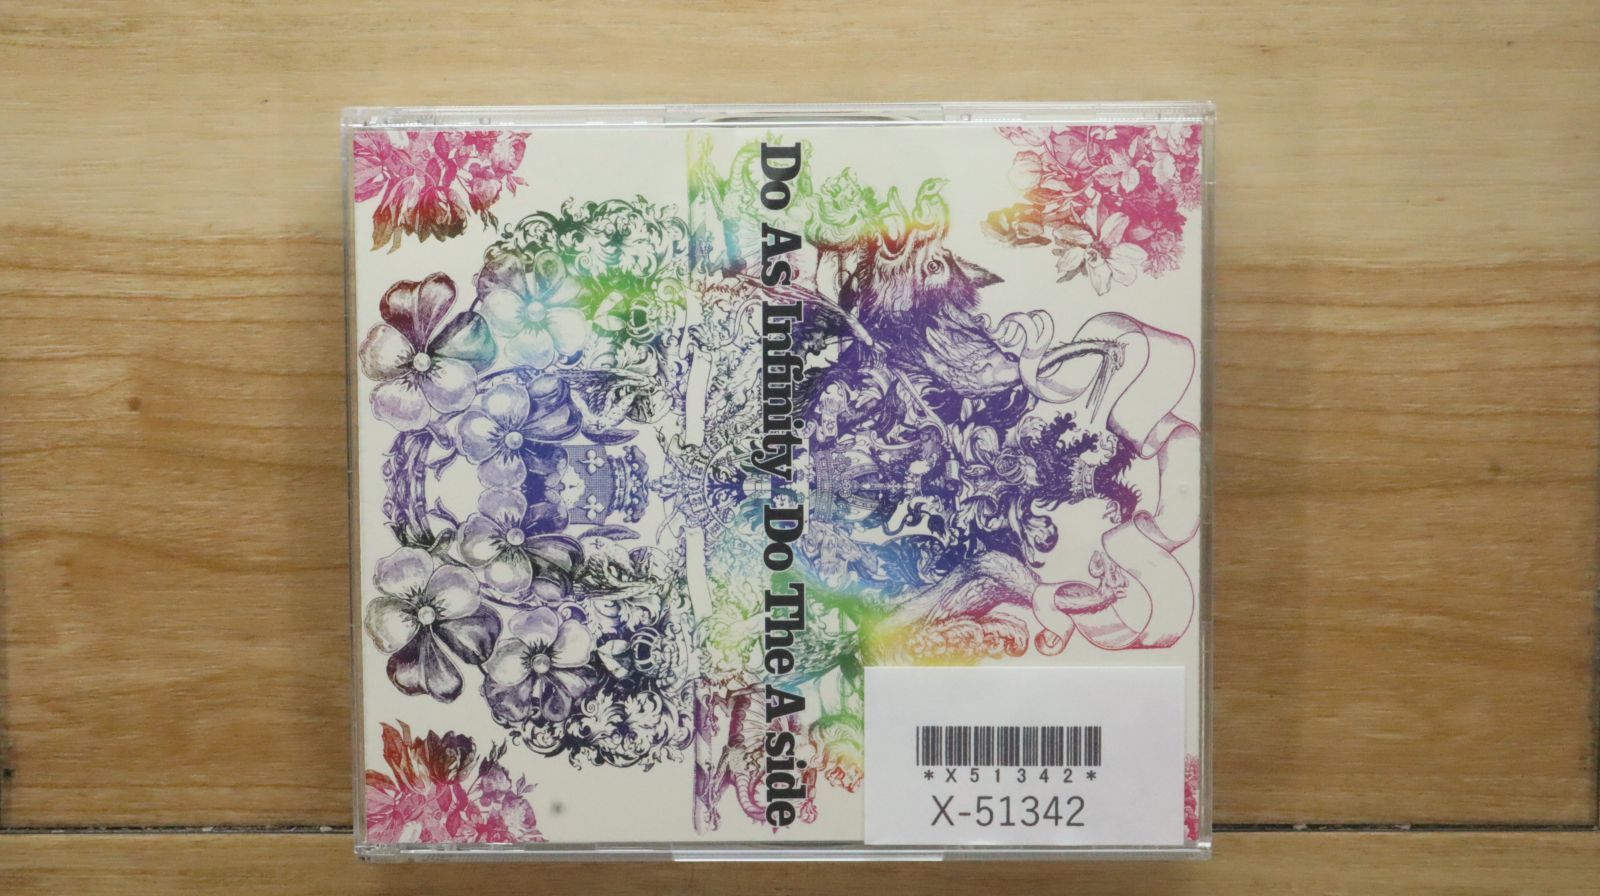 Do As Infinity Do The A side
*X51342*
X-51342